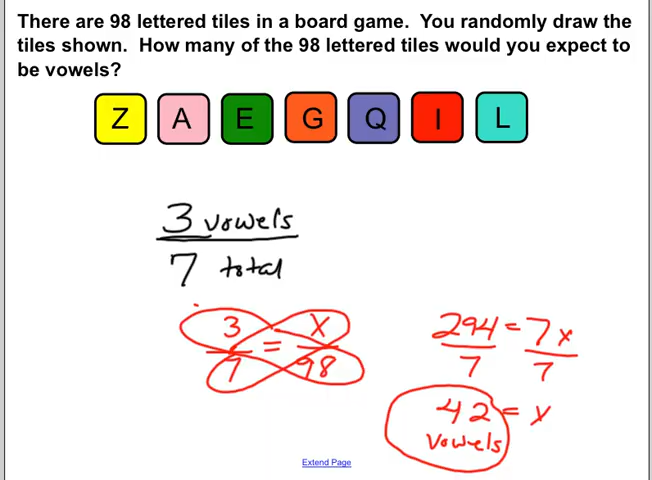 There are 98 lettered tiles in a board game. You randomly draw the
tiles shown. How many of the 98 lettered tiles would you expect to
be vowels?
Z A E G Q I L
3 vowels
7 total
3 = x
7 98
294 = 7x
7 7
42 = x
vowels
Extend Page